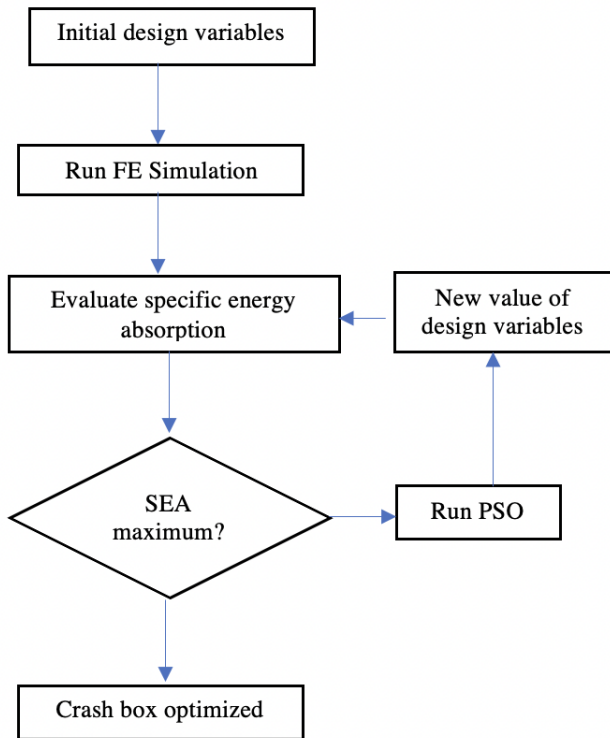 Initial design variables
Run FE Simulation
Evaluate specific energy
absorption
New value of
design variables
SEA
maximum?
Run PSO
Crash box optimized